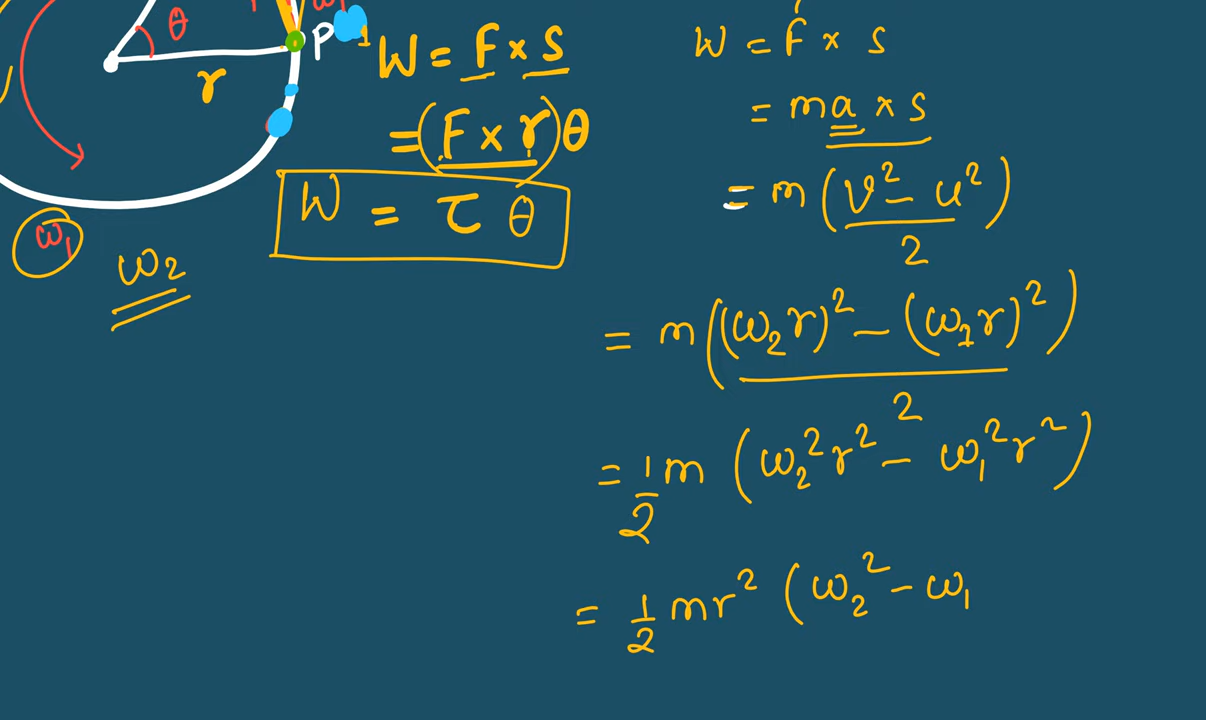 θ
P
r
W = F × s
= (F × r)θ
W = τ θ
ω₁
ω₂
W = F × s
= ma × s
= m (v² - u²)
2
= m((ω₂r)² - (ω₁r)²)
2
= 1/2 m (ω₂²r² - ω₁²r²)
= 1/2 mr² (ω₂² - ω₁